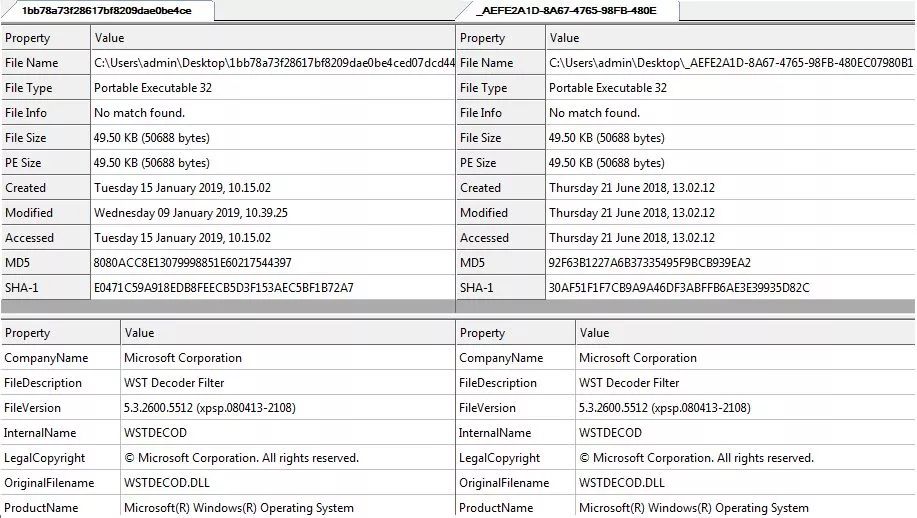 1bb78a73f28617bf8209dae0be4ce _AEFE2A1D-8A67-4765-98FB-480E
Property Value Property Value
File Name C:\Users\admin\Desktop\1bb78a73f28617bf8209dae0be4ced07dcd44 File Name C:\Users\admin\Desktop\_AEFE2A1D-8A67-4765-98FB-480EC07980B1
File Type Portable Executable 32 File Type Portable Executable 32
File Info No match found. File Info No match found.
File Size 49.50 KB (50688 bytes) File Size 49.50 KB (50688 bytes)
PE Size 49.50 KB (50688 bytes) PE Size 49.50 KB (50688 bytes)
Created Tuesday 15 January 2019, 10.15.02 Created Thursday 21 June 2018, 13.02.12
Modified Wednesday 09 January 2019, 10.39.25 Modified Thursday 21 June 2018, 13.02.12
Accessed Tuesday 15 January 2019, 10.15.02 Accessed Thursday 21 June 2018, 13.02.12
MD5 8080ACC8E13079998851E60217544397 MD5 92F63B1227A6B37335495F9BCB939EA2
SHA-1 E0471C59A918EDB8FEECB5D3F153AEC5BF1B72A7 SHA-1 30AF51F1F7CB9A9A46DF3ABFFB6AE3E39935D82C
Property Value Property Value
CompanyName Microsoft Corporation CompanyName Microsoft Corporation
FileDescription WST Decoder Filter FileDescription WST Decoder Filter
FileVersion 5.3.2600.5512 (xpsp.080413-2108) FileVersion 5.3.2600.5512 (xpsp.080413-2108)
InternalName WSTDECOD InternalName WSTDECOD
LegalCopyright © Microsoft Corporation. All rights reserved. LegalCopyright © Microsoft Corporation. All rights reserved.
OriginalFilename WSTDECOD.DLL OriginalFilename WSTDECOD.DLL
ProductName Microsoft(R) Windows(R) Operating System ProductName Microsoft(R) Windows(R) Operating System